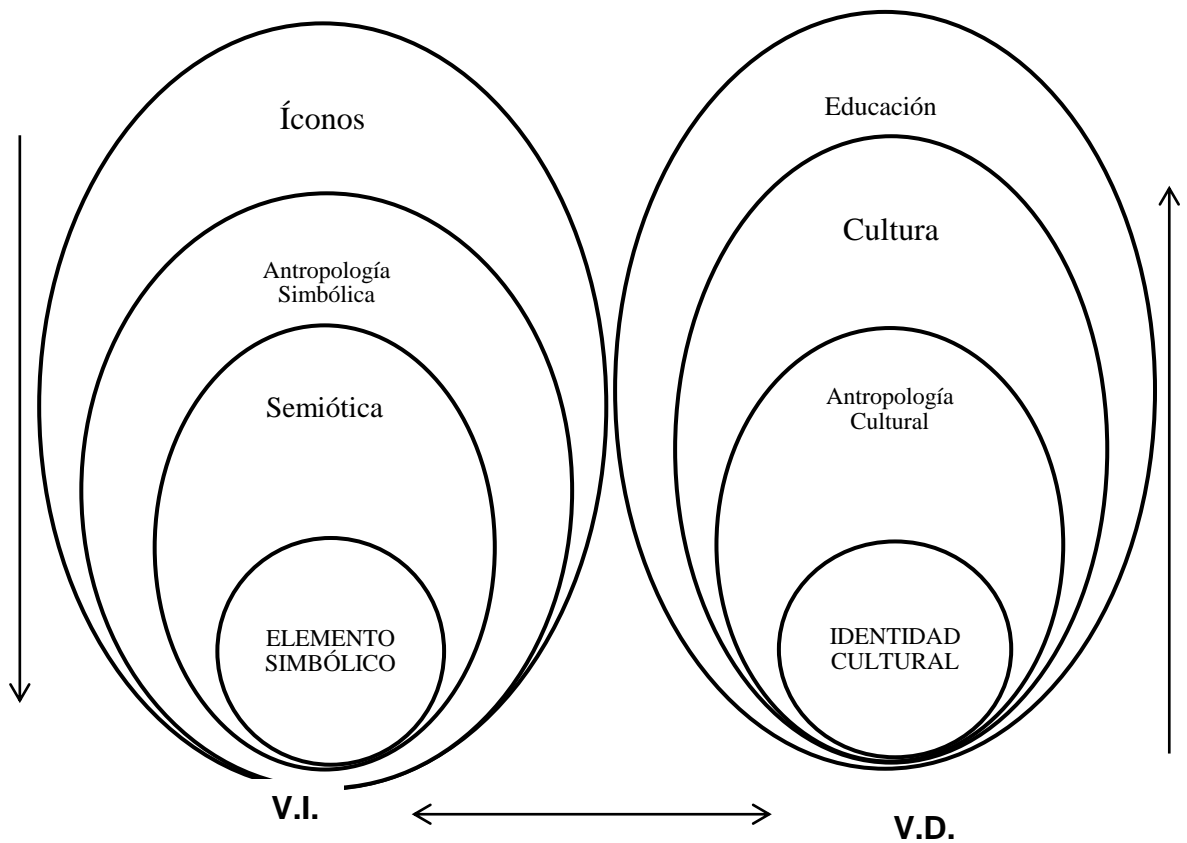 Íconos
Antropología
Simbólica
Semiótica
ELEMENTO
SIMBÓLICO
V.I.
Educación
Cultura
Antropología
Cultural
IDENTIDAD
CULTURAL
V.D.